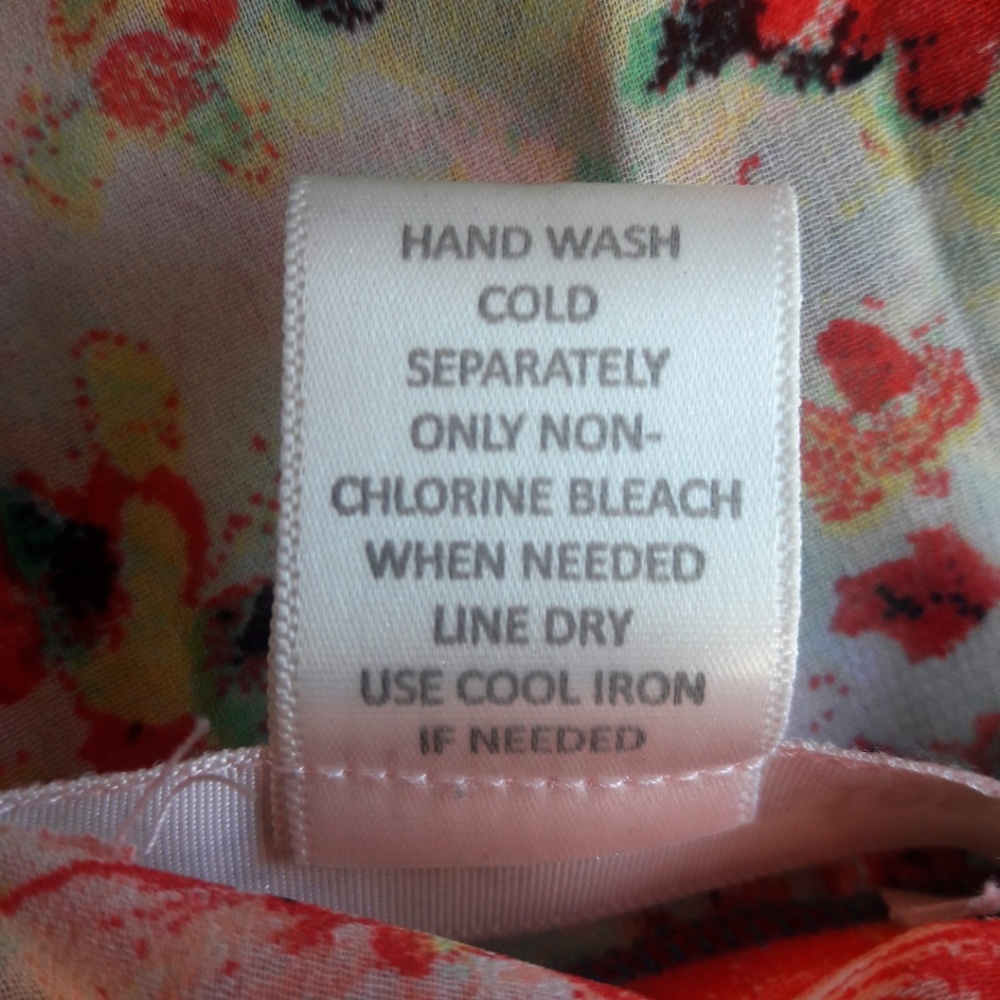 HAND WASH
COLD
SEPARATELY
ONLY NON-
CHLORINE BLEACH
WHEN NEEDED
LINE DRY
USE COOL IRON
IF NEEDED